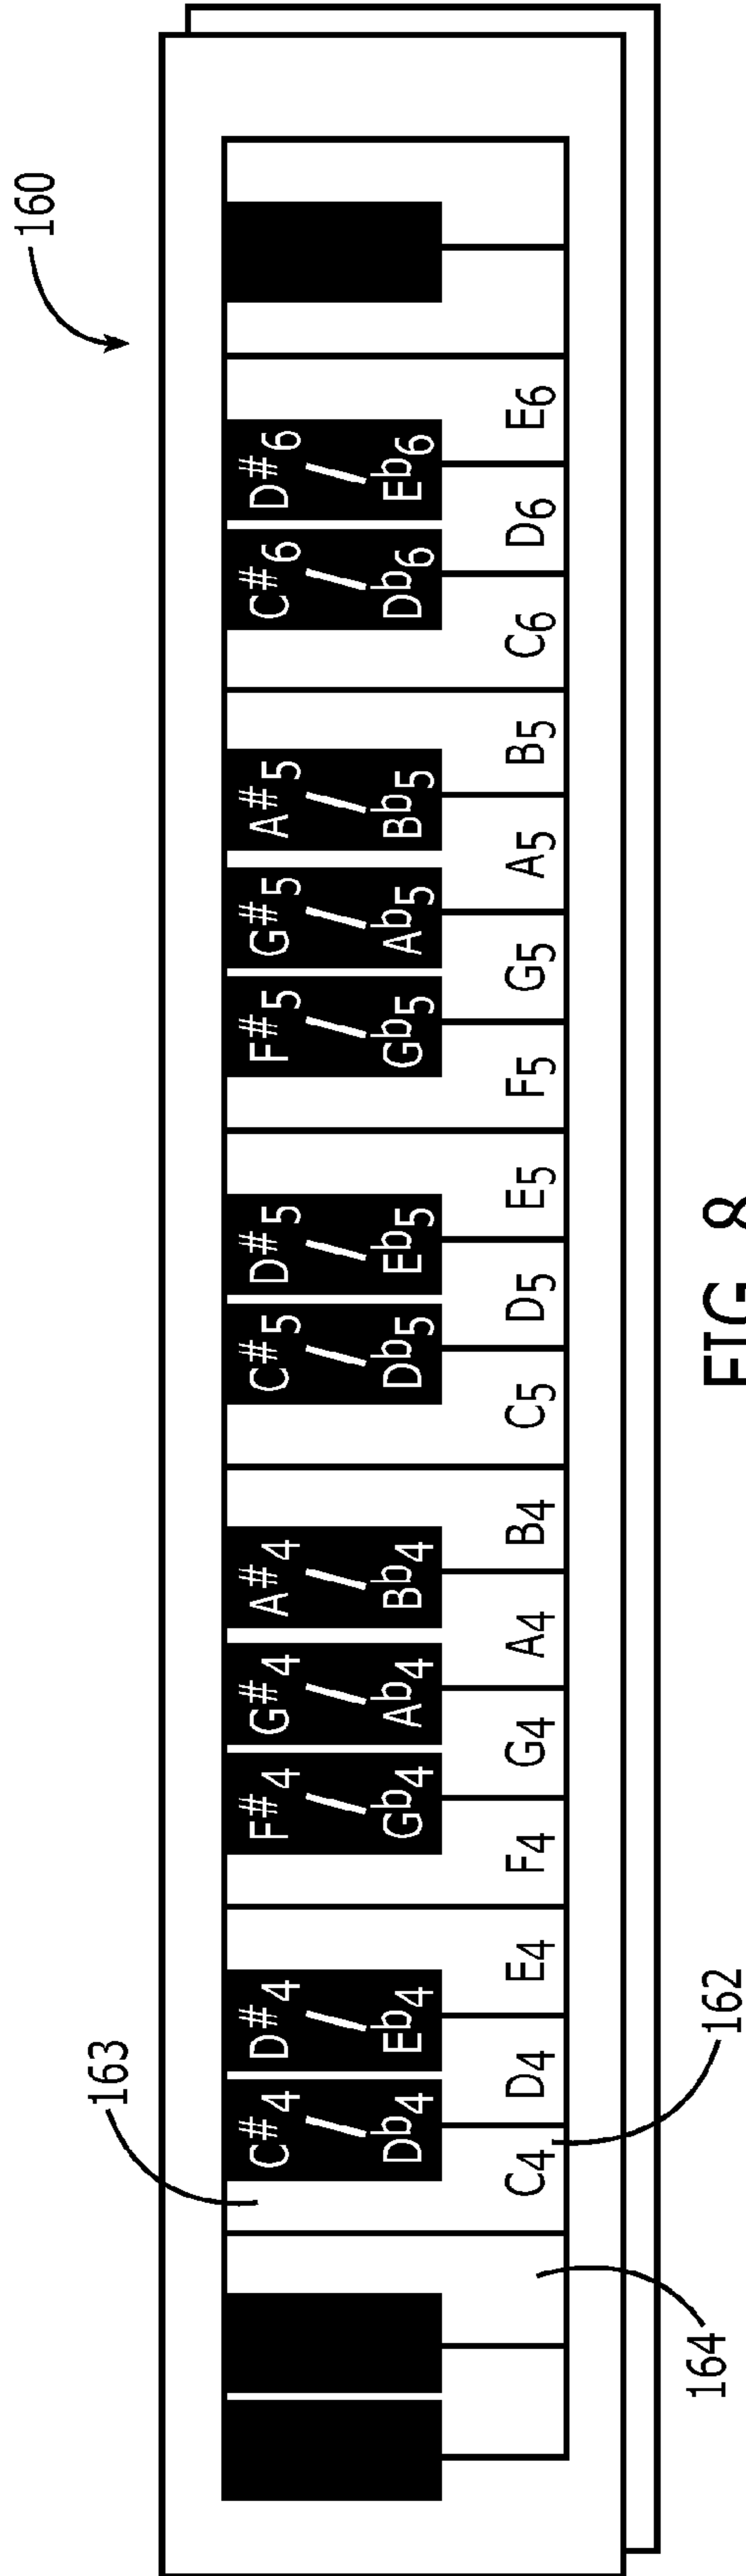 160
163
C#4 / Db4
D#4 / Eb4
F#4 / Gb4
G#4 / Ab4
A#4 / Bb4
C#5 / Db5
D#5 / Eb5
F#5 / Gb5
G#5 / Ab5
A#5 / Bb5
C#6 / Db6
D#6 / Eb6
C4 D4 E4 F4 G4 A4 B4 C5 D5 E5 F5 G5 A5 B5 C6 D6 E6
164
162
FIG. 8